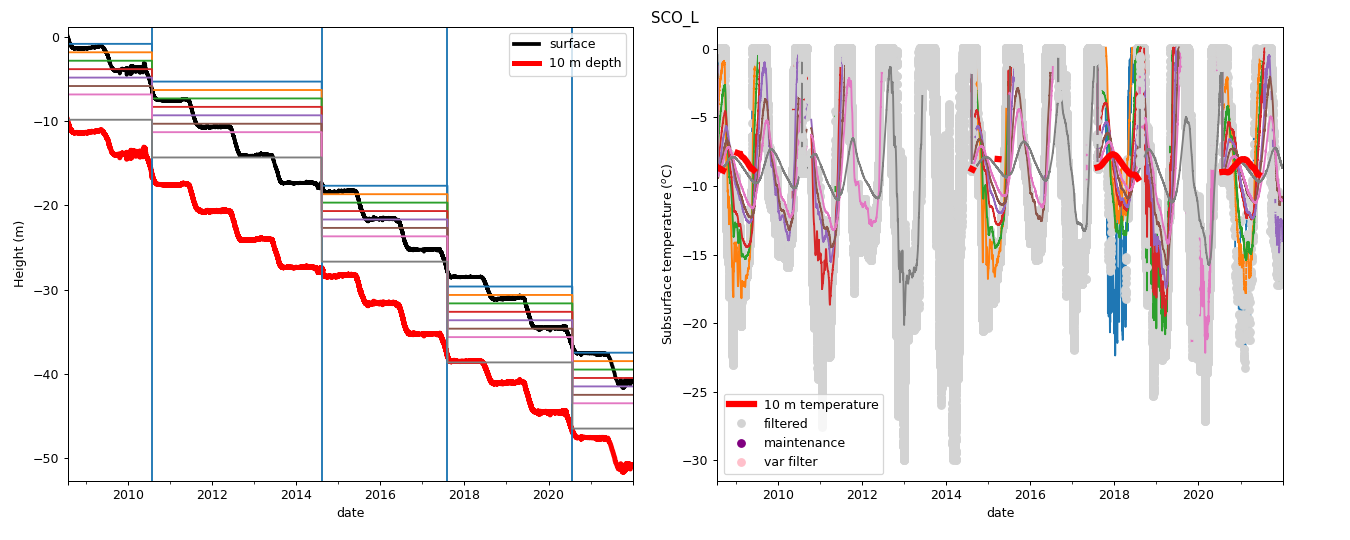 SCO_L
Height (m)
0
−10
−20
−30
−40
−50
2010
2012
2014
2016
2018
2020
date
surface
10 m depth
Subsurface temperature (°C)
0
−5
−10
−15
−20
−25
−30
2010
2012
2014
2016
2018
2020
date
10 m temperature
filtered
maintenance
var filter